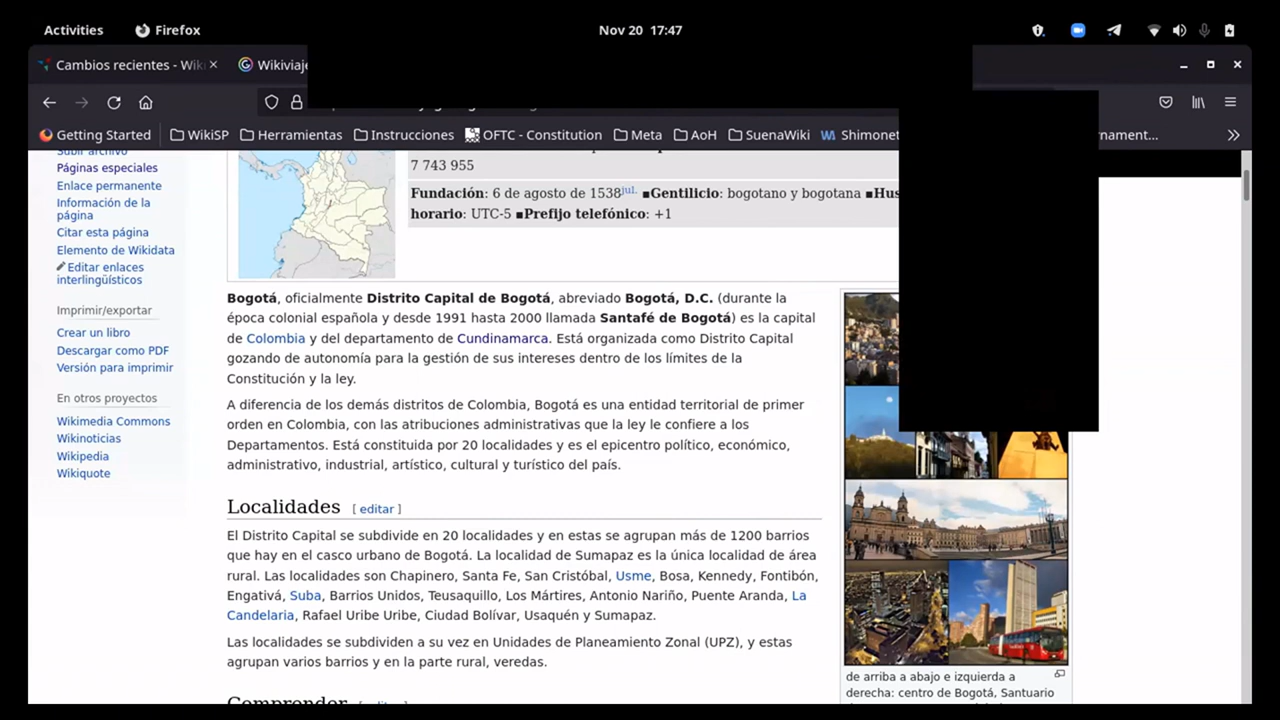 Activities
Firefox
Nov 20 17:47
Cambios recientes - Wiki
Wikiviaje
Getting Started
WikiSP
Herramientas
Instrucciones
OFTC - Constitution
Meta
AoH
SuenaWiki
Shimonet
rnament...
Subir archivo
Páginas especiales
Enlace permanente
Información de la
página
Citar esta página
Elemento de Wikidata
Editar enlaces
interlingüísticos
Imprimir/exportar
Crear un libro
Descargar como PDF
Versión para imprimir
En otros proyectos
Wikimedia Commons
Wikinoticias
Wikipedia
Wikiquote
7 743 955
Fundación: 6 de agosto de 1538jul. ▪Gentilicio: bogotano y bogotana ▪Hus
horario: UTC-5 ▪Prefijo telefónico: +1
Bogotá, oficialmente Distrito Capital de Bogotá, abreviado Bogotá, D.C. (durante la
época colonial española y desde 1991 hasta 2000 llamada Santafé de Bogotá) es la capital
de Colombia y del departamento de Cundinamarca. Está organizada como Distrito Capital
gozando de autonomía para la gestión de sus intereses dentro de los límites de la
Constitución y la ley.
A diferencia de los demás distritos de Colombia, Bogotá es una entidad territorial de primer
orden en Colombia, con las atribuciones administrativas que la ley le confiere a los
Departamentos. Está constituida por 20 localidades y es el epicentro político, económico,
administrativo, industrial, artístico, cultural y turístico del país.
Localidades [ editar ]
El Distrito Capital se subdivide en 20 localidades y en estas se agrupan más de 1200 barrios
que hay en el casco urbano de Bogotá. La localidad de Sumapaz es la única localidad de área
rural. Las localidades son Chapinero, Santa Fe, San Cristóbal, Usme, Bosa, Kennedy, Fontibón,
Engativá, Suba, Barrios Unidos, Teusaquillo, Los Mártires, Antonio Nariño, Puente Aranda, La
Candelaria, Rafael Uribe Uribe, Ciudad Bolívar, Usaquén y Sumapaz.
Las localidades se subdividen a su vez en Unidades de Planeamiento Zonal (UPZ), y estas
agrupan varios barrios y en la parte rural, veredas.
Comprender [ editar ]
de arriba a abajo e izquierda a
derecha: centro de Bogotá, Santuario